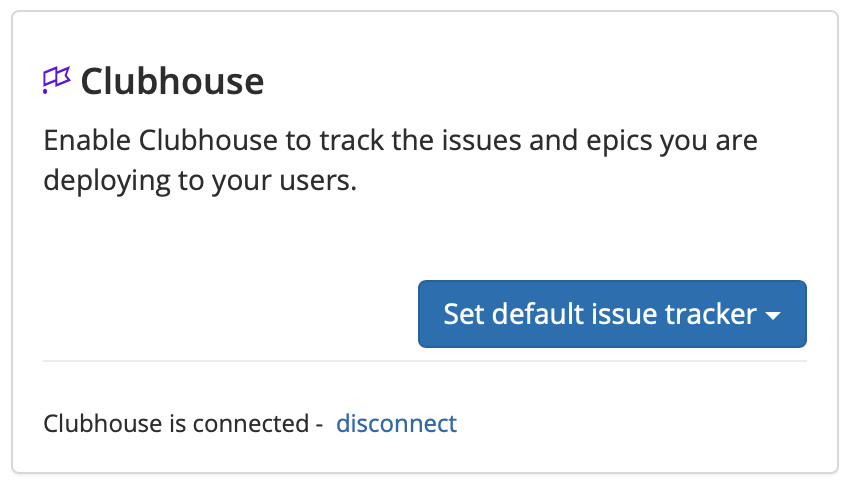 Clubhouse
Enable Clubhouse to track the issues and epics you are
deploying to your users.
Set default issue tracker
Clubhouse is connected - disconnect